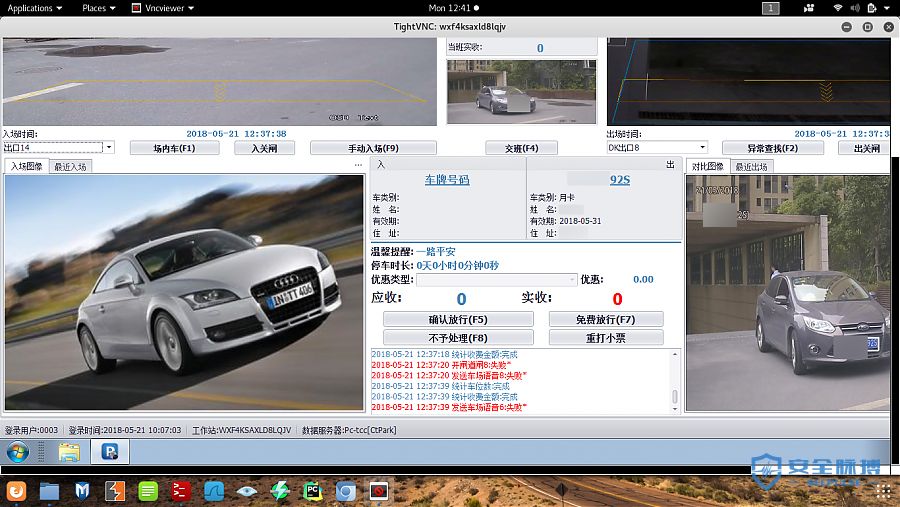 Applications Places Vncviewer Mon 12:41 1
TightVNC: wxf4ksaxld8lqjv
当班实收: 0
OSD Text
入场时间: 2018-05-21 12:37:38
出口14
场内车(F1) 入关闸 手动入场(F9) 交班(F4)
出场时间: 2018-05-21 12:37:3
DK出口8 异常查找(F2) 出关闸
入场图像 最近入场 ...
入 出
车牌号码 92S
车类别: 车类别: 月卡
姓 名: 姓 名:
有效期: 有效期: 2018-05-31
住 址: 住 址:
温馨提醒: 一路平安
停车时长: 0天0小时0分钟0秒
优惠类型: 优惠: 0.00
应收: 0 实收: 0
确认放行(F5) 免费放行(F7)
不予处理(F8) 重打小票
2018-05-21 12:37:18 统计收费金额:完成
2018-05-21 12:37:20 开闸道闸8:失败*
2018-05-21 12:37:20 发送车场语音8:失败*
2018-05-21 12:37:39 统计车位数:完成
2018-05-21 12:37:39 统计收费金额:完成
2018-05-21 12:37:39 发送车场语音6:失败*
对比图像 最近出场
21/05/2018
2S)
IN TT 406
登录用户:0003 登录时间:2018-05-21 10:07:03 工作站:WXF4KSAXLD8LQJV 数据服务器:Pc-tcc[CtPark]
安全脉搏